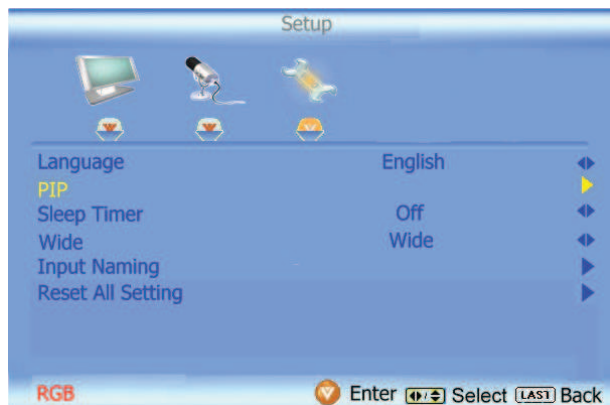 Setup
Language English
PIP
Sleep Timer Off
Wide Wide
Input Naming
Reset All Setting
RGB Enter Select LAST Back